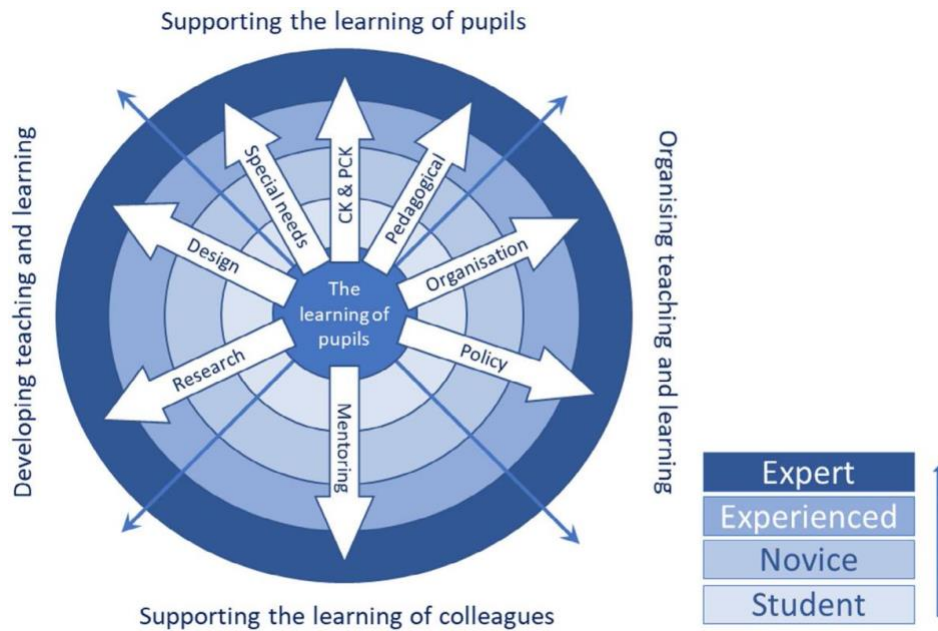 Supporting the learning of pupils
Developing teaching and learning
Organising teaching and learning
Special needs
CK & PCK
Pedagogical
Design
Organisation
The
learning of
pupils
Research
Policy
Mentoring
Supporting the learning of colleagues
Expert
Experienced
Novice
Student